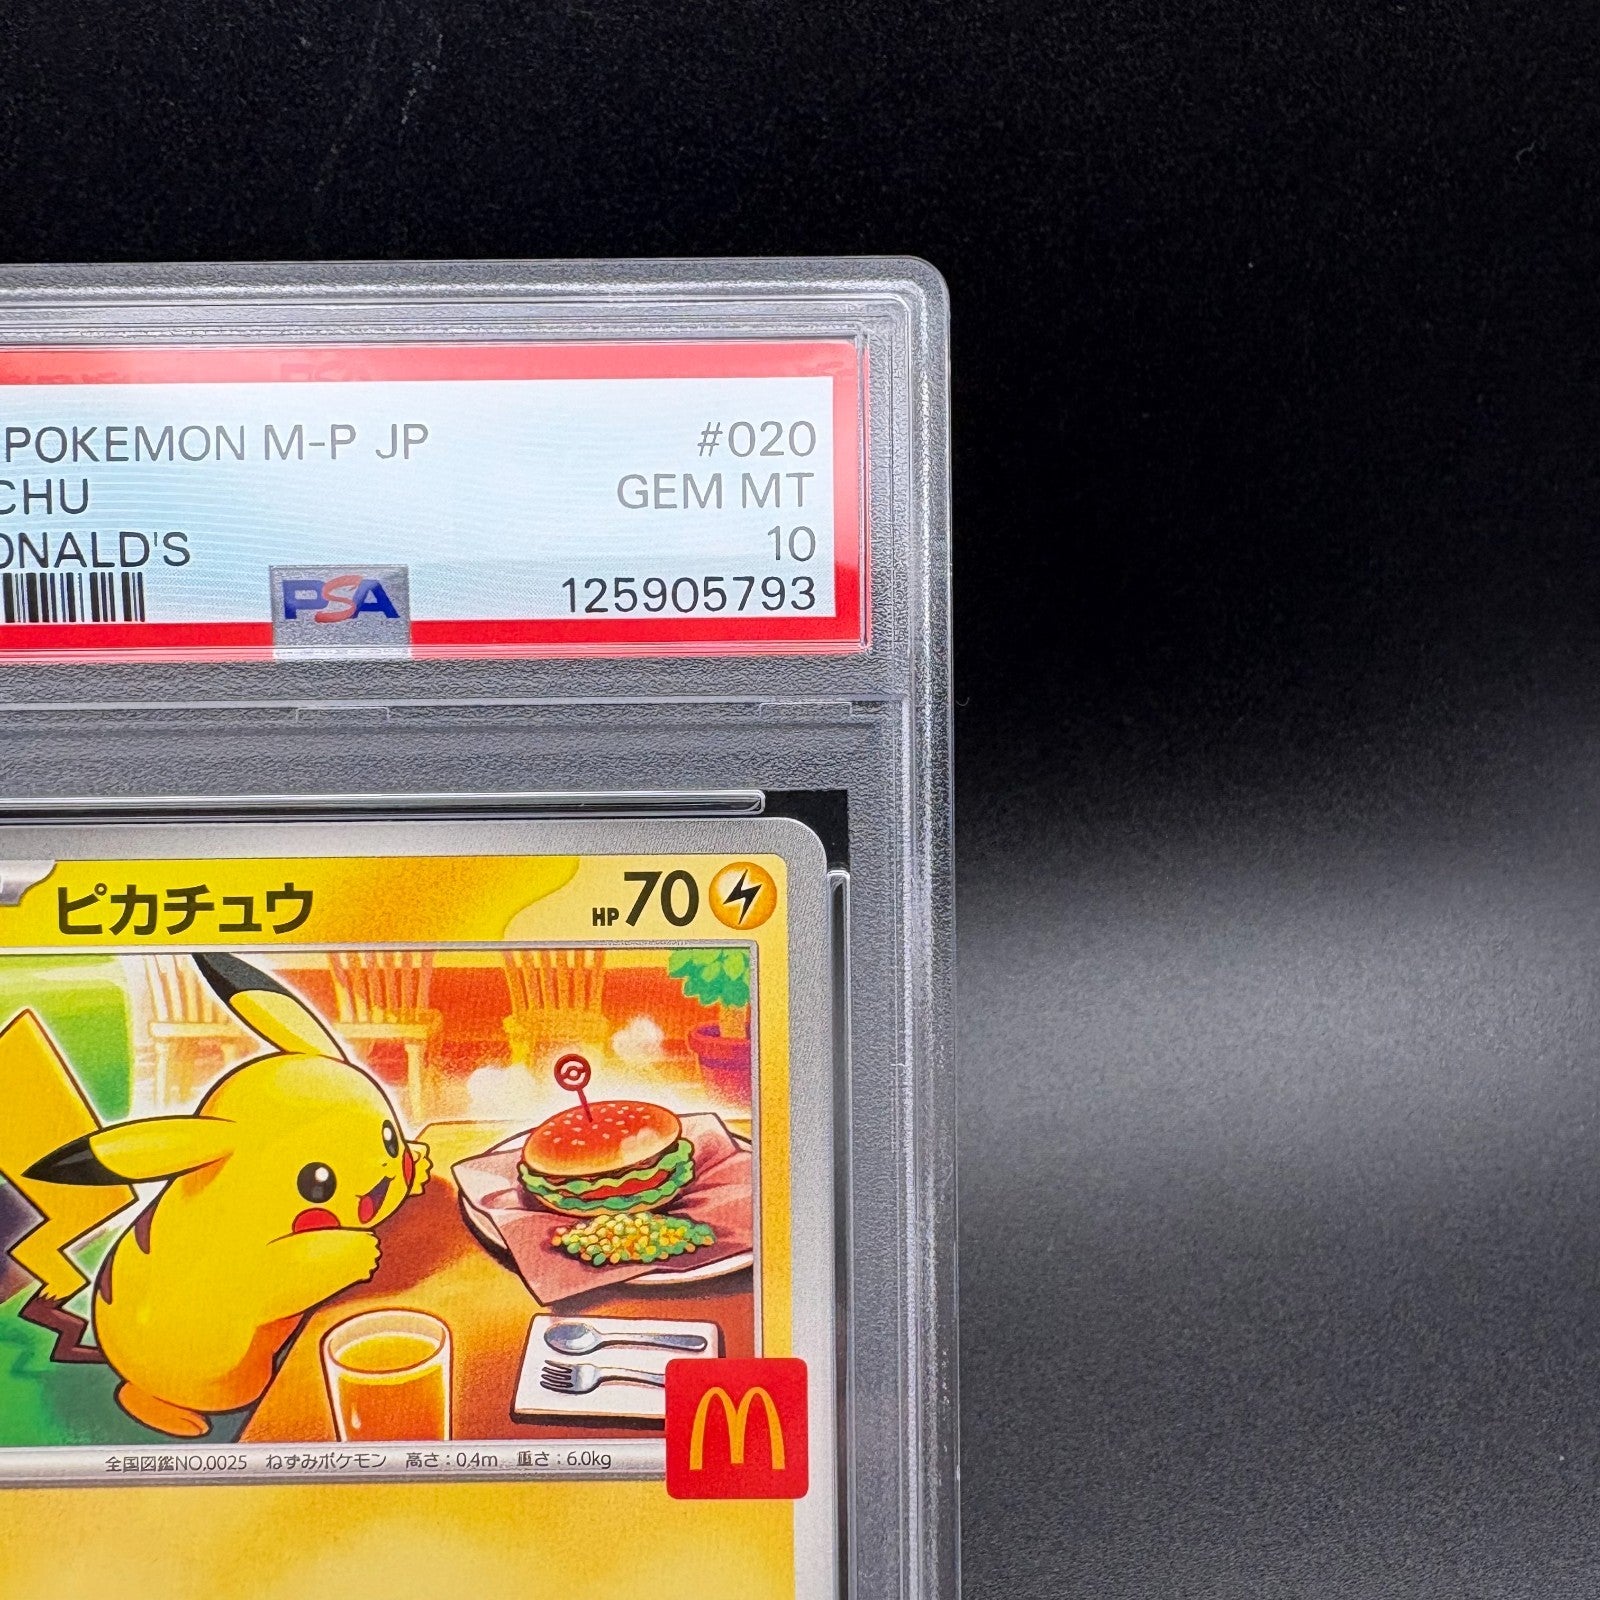 POKEMON M-P JP #020
CHU GEM MT
ONALD'S 10
PSA 125905793
ピカチュウ HP70
全国図鑑NO.0025 ねずみポケモン 高さ:0.4m 重さ:6.0kg